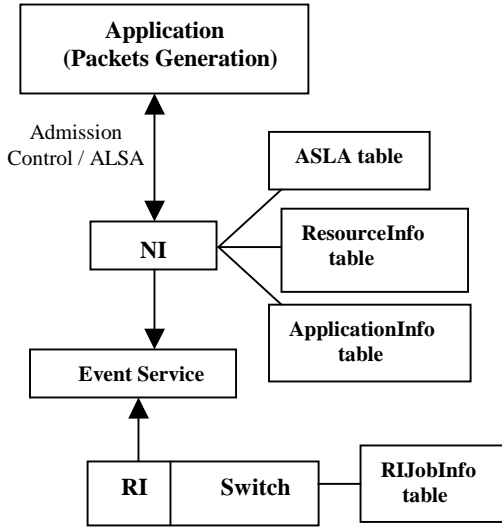 Application
(Packets Generation)
Admission
Control / ALSA
ASLA table
NI
ResourceInfo
table
ApplicationInfo
table
Event Service
RI
Switch
RIJobInfo
table